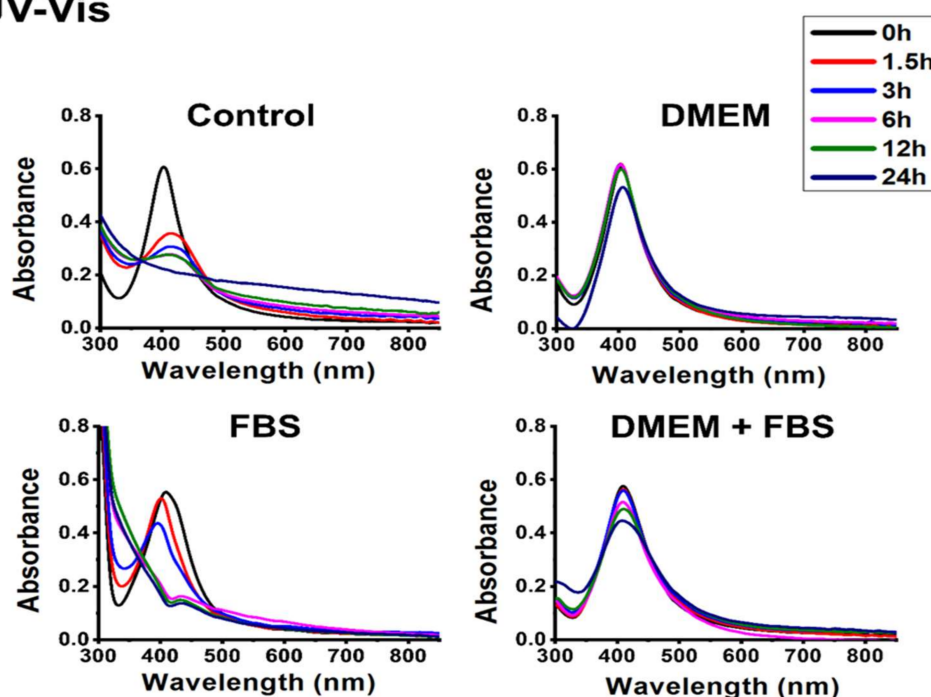 UV-Vis
0h
1.5h
3h
6h
12h
24h
Control
0.8
0.6
0.4
0.2
0.0
Absorbance
300 400 500 600 700 800
Wavelength (nm)
DMEM
0.8
0.6
0.4
0.2
0.0
Absorbance
300 400 500 600 700 800
Wavelength (nm)
FBS
0.8
0.6
0.4
0.2
0.0
Absorbance
300 400 500 600 700 800
Wavelength (nm)
DMEM + FBS
0.8
0.6
0.4
0.2
0.0
Absorbance
300 400 500 600 700 800
Wavelength (nm)